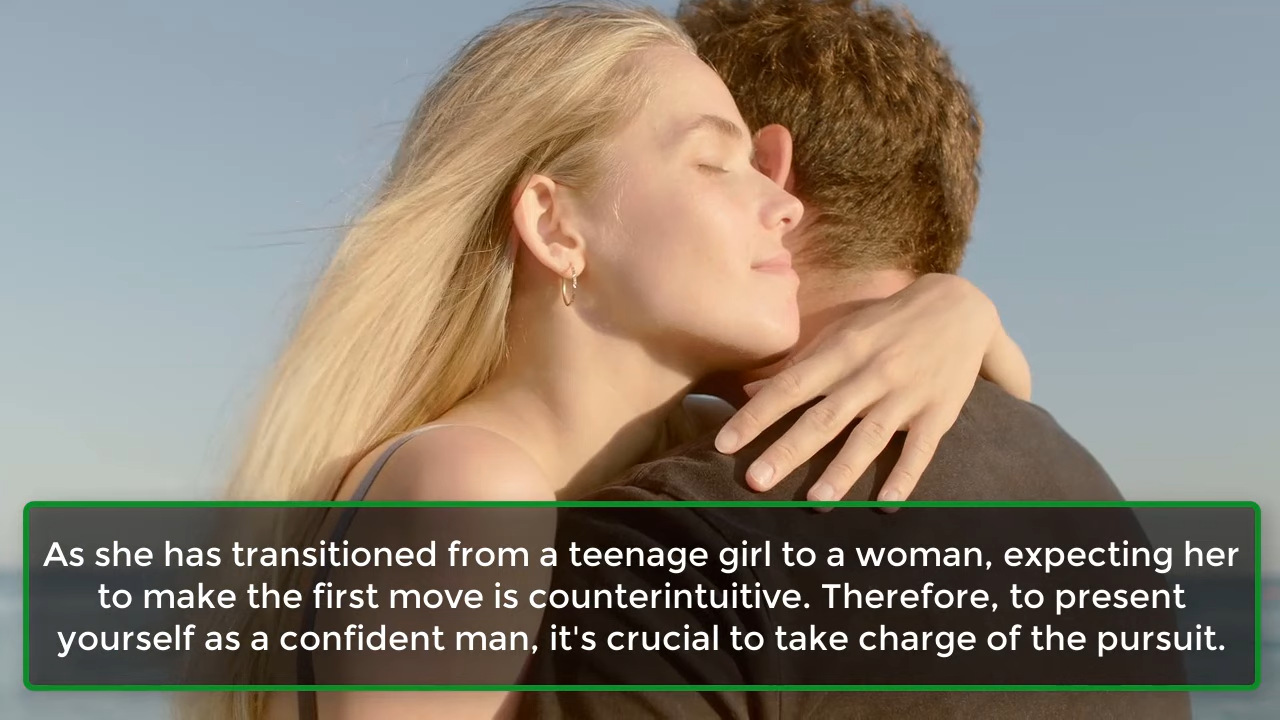 As she has transitioned from a teenage girl to a woman, expecting her
to make the first move is counterintuitive. Therefore, to present
yourself as a confident man, it's crucial to take charge of the pursuit.